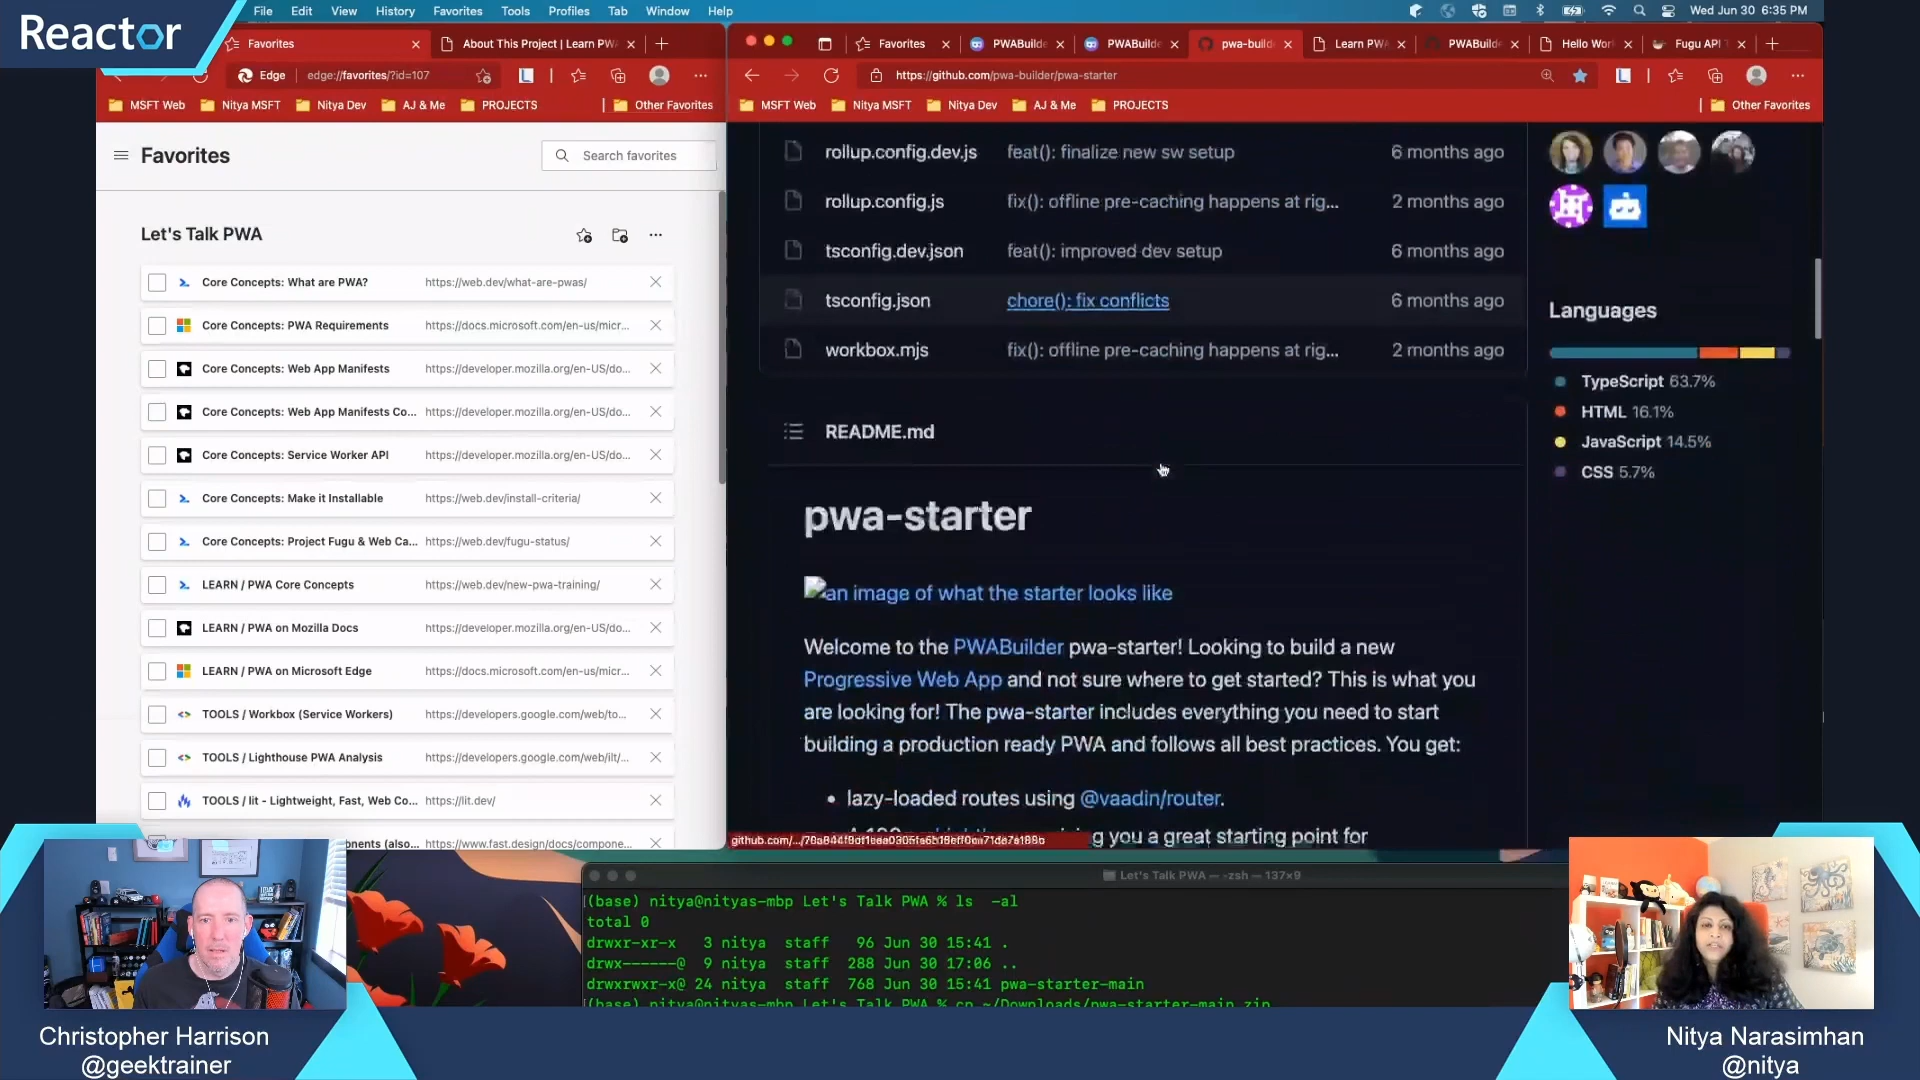 Reactor
File Edit View History Favorites Tools Profiles Tab Window Help
Wed Jun 30 6:35 PM
Favorites
About This Project | Learn PW
Edge edge://favorites/?id=107
MSFT Web Nitya MSFT Nitya Dev AJ & Me PROJECTS Other Favorites
Favorites
Search favorites
Let's Talk PWA
Core Concepts: What are PWA? https://web.dev/what-are-pwas/
Core Concepts: PWA Requirements https://docs.microsoft.com/en-us/micr...
Core Concepts: Web App Manifests https://developer.mozilla.org/en-US/do...
Core Concepts: Web App Manifests Co... https://developer.mozilla.org/en-US/do...
Core Concepts: Service Worker API https://developer.mozilla.org/en-US/do...
Core Concepts: Make it Installable https://web.dev/install-criteria/
Core Concepts: Project Fugu & Web Ca... https://web.dev/fugu-status/
LEARN / PWA Core Concepts https://web.dev/new-pwa-training/
LEARN / PWA on Mozilla Docs https://developer.mozilla.org/en-US/do...
LEARN / PWA on Microsoft Edge https://docs.microsoft.com/en-us/micr...
TOOLS / Workbox (Service Workers) https://developers.google.com/web/to...
TOOLS / Lighthouse PWA Analysis https://developers.google.com/web/ilt/...
TOOLS / lit - Lightweight, Fast, Web Co... https://lit.dev/
onents (also... https://www.fast.design/docs/compone...
Favorites PWABuilde PWABuilde pwa-build Learn PWA PWABuilde Hello Wor Fugu API T
https://github.com/pwa-builder/pwa-starter
MSFT Web Nitya MSFT Nitya Dev AJ & Me PROJECTS Other Favorites
rollup.config.dev.js feat(): finalize new sw setup 6 months ago
rollup.config.js fix(): offline pre-caching happens at rig... 2 months ago
tsconfig.dev.json feat(): improved dev setup 6 months ago
tsconfig.json chore(): fix conflicts 6 months ago
workbox.mjs fix(): offline pre-caching happens at rig... 2 months ago
README.md
pwa-starter
an image of what the starter looks like
Welcome to the PWABuilder pwa-starter! Looking to build a new
Progressive Web App and not sure where to get started? This is what you
are looking for! The pwa-starter includes everything you need to start
building a production ready PWA and follows all best practices. You get:
• lazy-loaded routes using @vaadin/router.
you a great starting point for
Languages
TypeScript 63.7%
HTML 16.1%
JavaScript 14.5%
CSS 5.7%
Let's Talk PWA — -zsh — 137×9
(base) nitya@nityas-mbp Let's Talk PWA % ls -al
total 0
drwxr-xr-x 3 nitya staff 96 Jun 30 15:41 .
drwx------@ 9 nitya staff 288 Jun 30 17:06 ..
drwxrwxr-x@ 24 nitya staff 768 Jun 30 15:41 pwa-starter-main
(base) nitya@nityas-mbp Let's Talk PWA % cp ~/Downloads/pwa-starter-main.zip
Christopher Harrison
@geektrainer
Nitya Narasimhan
@nitya